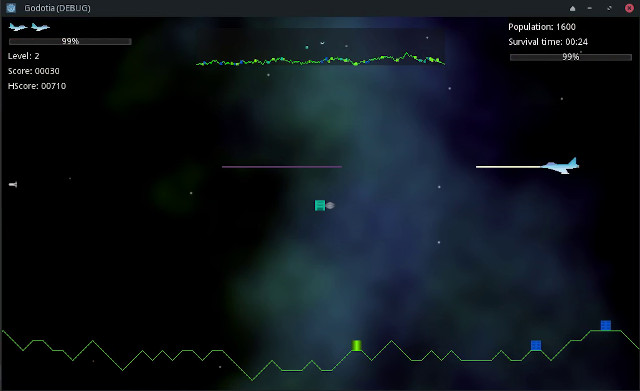 Godotia (DEBUG)
99%
Level: 2
Score: 00030
HScore: 00710
Population: 1600
Survival time: 00:24
99%